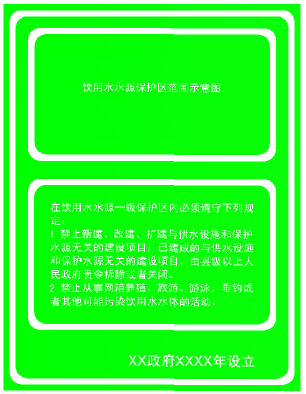 饮用水水源保护区范围示意图
在饮用水水源一级保护区内必须遵守下列规
定：
1 禁止新建、改建、扩建与供水设施和保护
水源无关的建设项目；已建成的与供水设施
和保护水源无关的建设项目，由县级以上人
民政府责令拆除或者关闭。
2 禁止从事网箱养殖、旅游、游泳、垂钓或
者其他可能污染饮用水水体的活动。
XX政府XXXX年设立